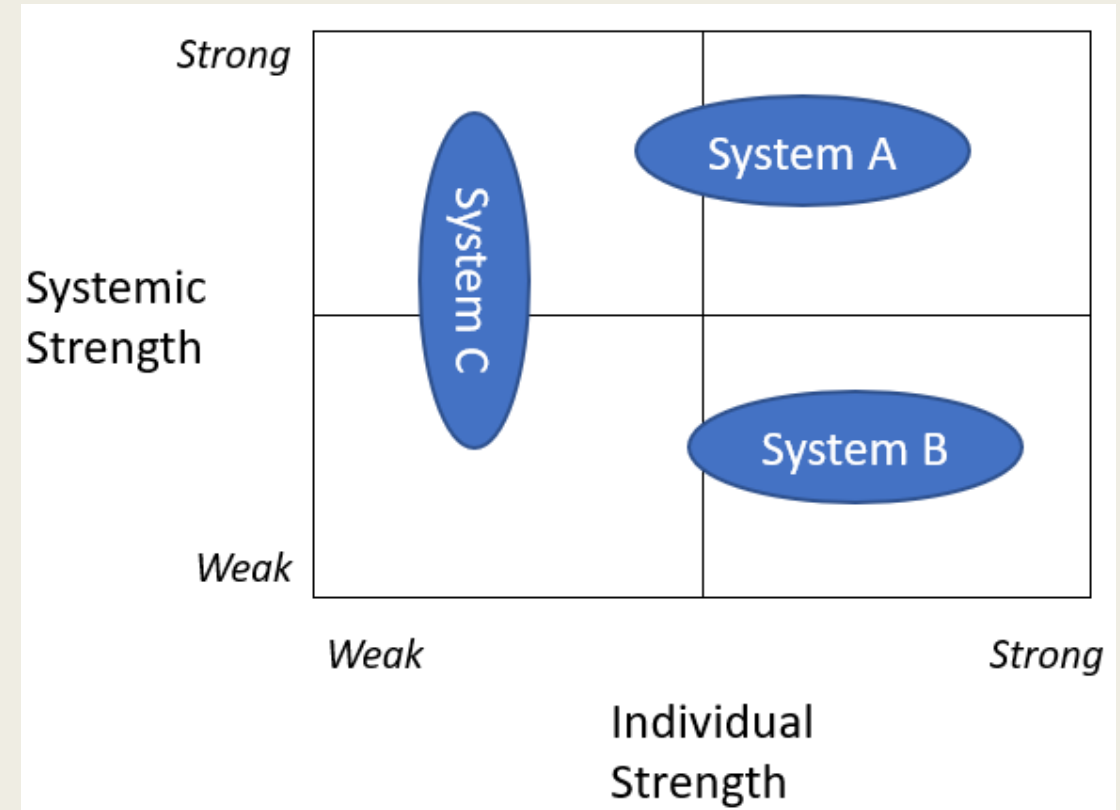 Strong
System A
System C
Systemic
Strength
System B
Weak
Weak
Strong
Individual
Strength